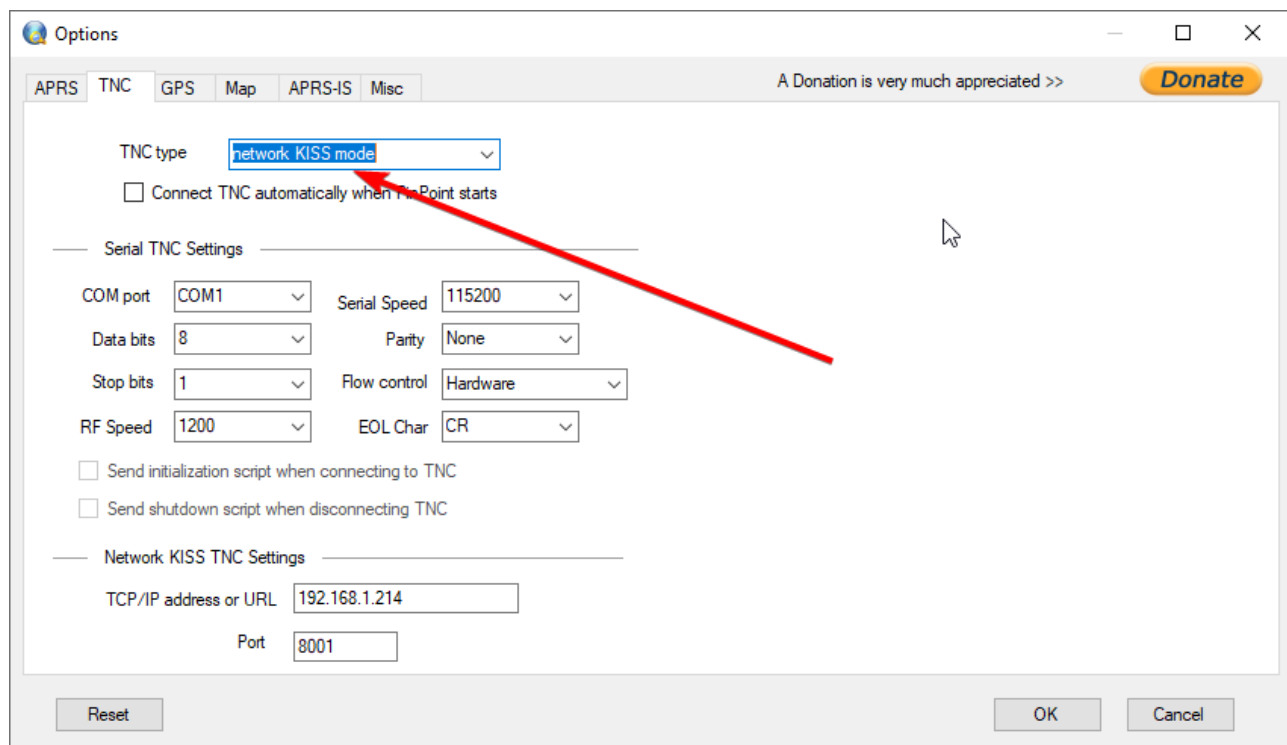 Options
APRS TNC GPS Map APRS-IS Misc A Donation is very much appreciated >> Donate
TNC type network KISS mode
Connect TNC automatically when PinPoint starts
Serial TNC Settings
COM port COM1 Serial Speed 115200
Data bits 8 Parity None
Stop bits 1 Flow control Hardware
RF Speed 1200 EOL Char CR
Send initialization script when connecting to TNC
Send shutdown script when disconnecting TNC
Network KISS TNC Settings
TCP/IP address or URL 192.168.1.214
Port 8001
Reset OK Cancel